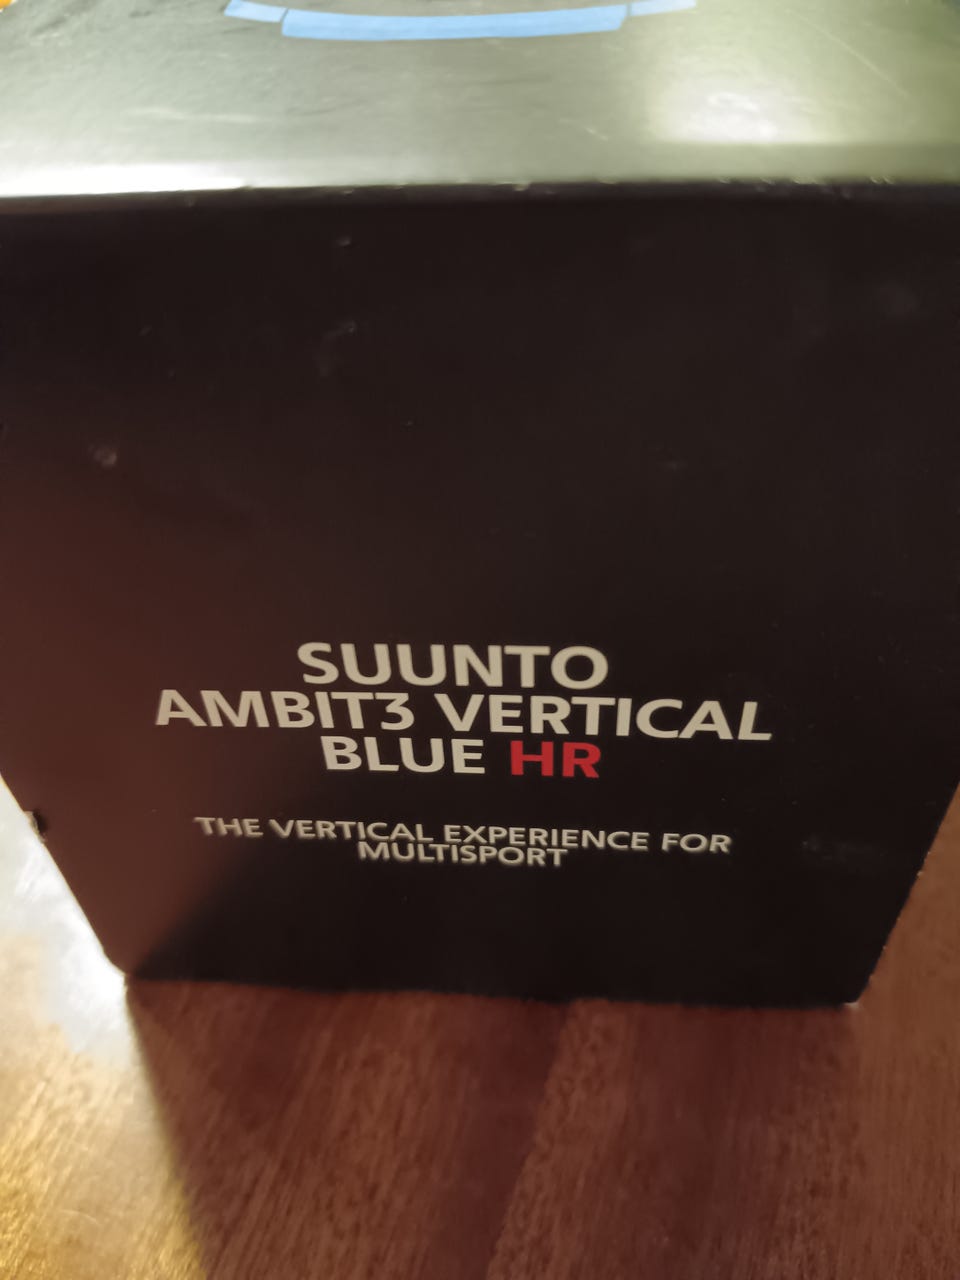 SUUNTO
AMBIT3 VERTICAL
BLUE HR
THE VERTICAL EXPERIENCE FOR
MULTISPORT